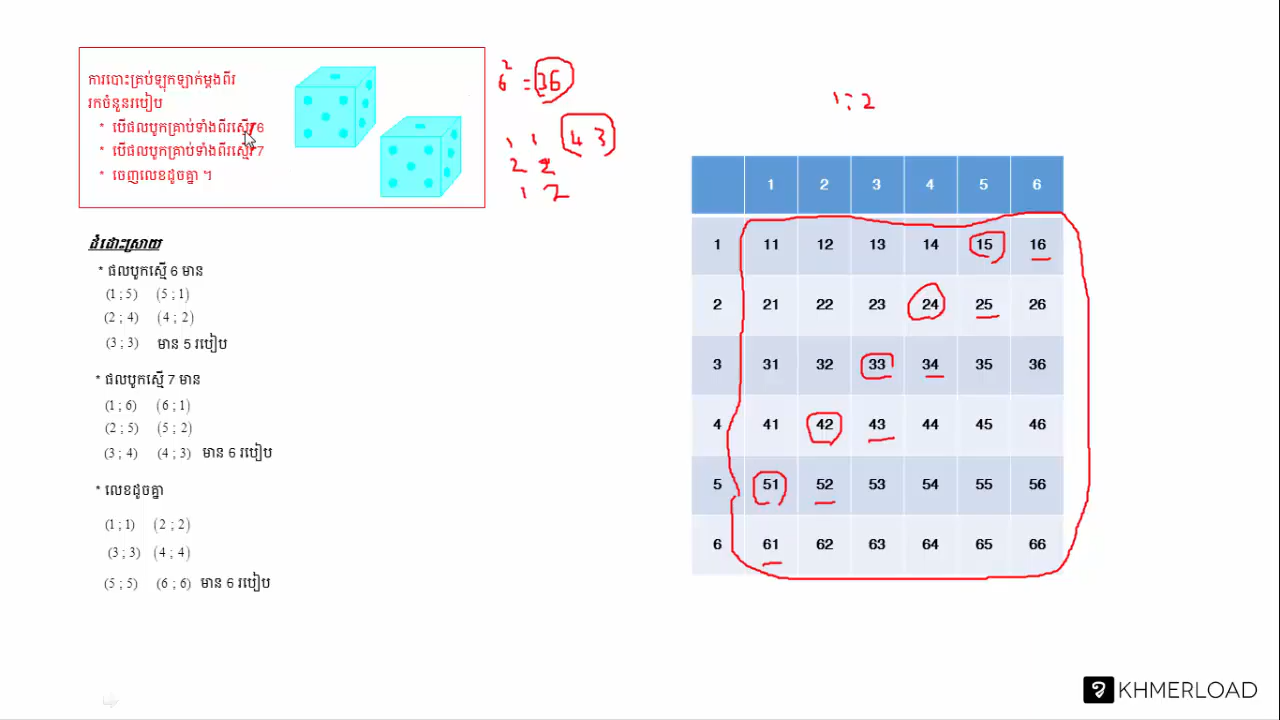 ការបោះគ្រប់ឡុកឡាក់ម្តងពីរ
រកចំនួនរបៀប
* បើផលបូកគ្រាប់ទាំងពីរស្មើ 6
* បើផលបូកគ្រាប់ទាំងពីរស្មើ 7
* ចេញលេខដូចគ្នា ។
6² = 36
1 1 4 3
2 2
1 2
1 : 2
ដំដោះស្រាយ
* ផលបូកស្មើ 6 មាន
(1 ; 5) (5 ; 1)
(2 ; 4) (4 ; 2)
(3 ; 3) មាន 5 របៀប
* ផលបូកស្មើ 7 មាន
(1 ; 6) (6 ; 1)
(2 ; 5) (5 ; 2)
(3 ; 4) (4 ; 3) មាន 6 របៀប
* លេខដូចគ្នា
(1 ; 1) (2 ; 2)
(3 ; 3) (4 ; 4)
(5 ; 5) (6 ; 6) មាន 6 របៀប
1 2 3 4 5 6
1 11 12 13 14 15 16
2 21 22 23 24 25 26
3 31 32 33 34 35 36
4 41 42 43 44 45 46
5 51 52 53 54 55 56
6 61 62 63 64 65 66
KHMERLOAD